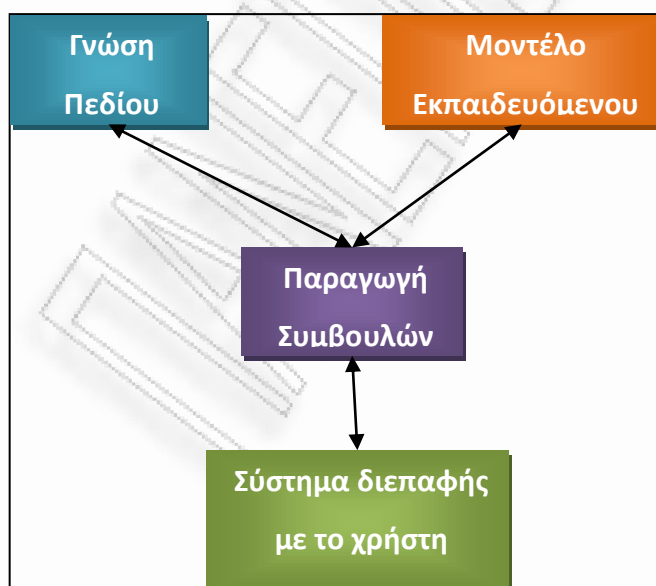 Γνώση
Πεδίου
Μοντέλο
Εκπαιδευόμενου
Παραγωγή
Συμβουλών
Σύστημα διεπαφής
με το χρήστη